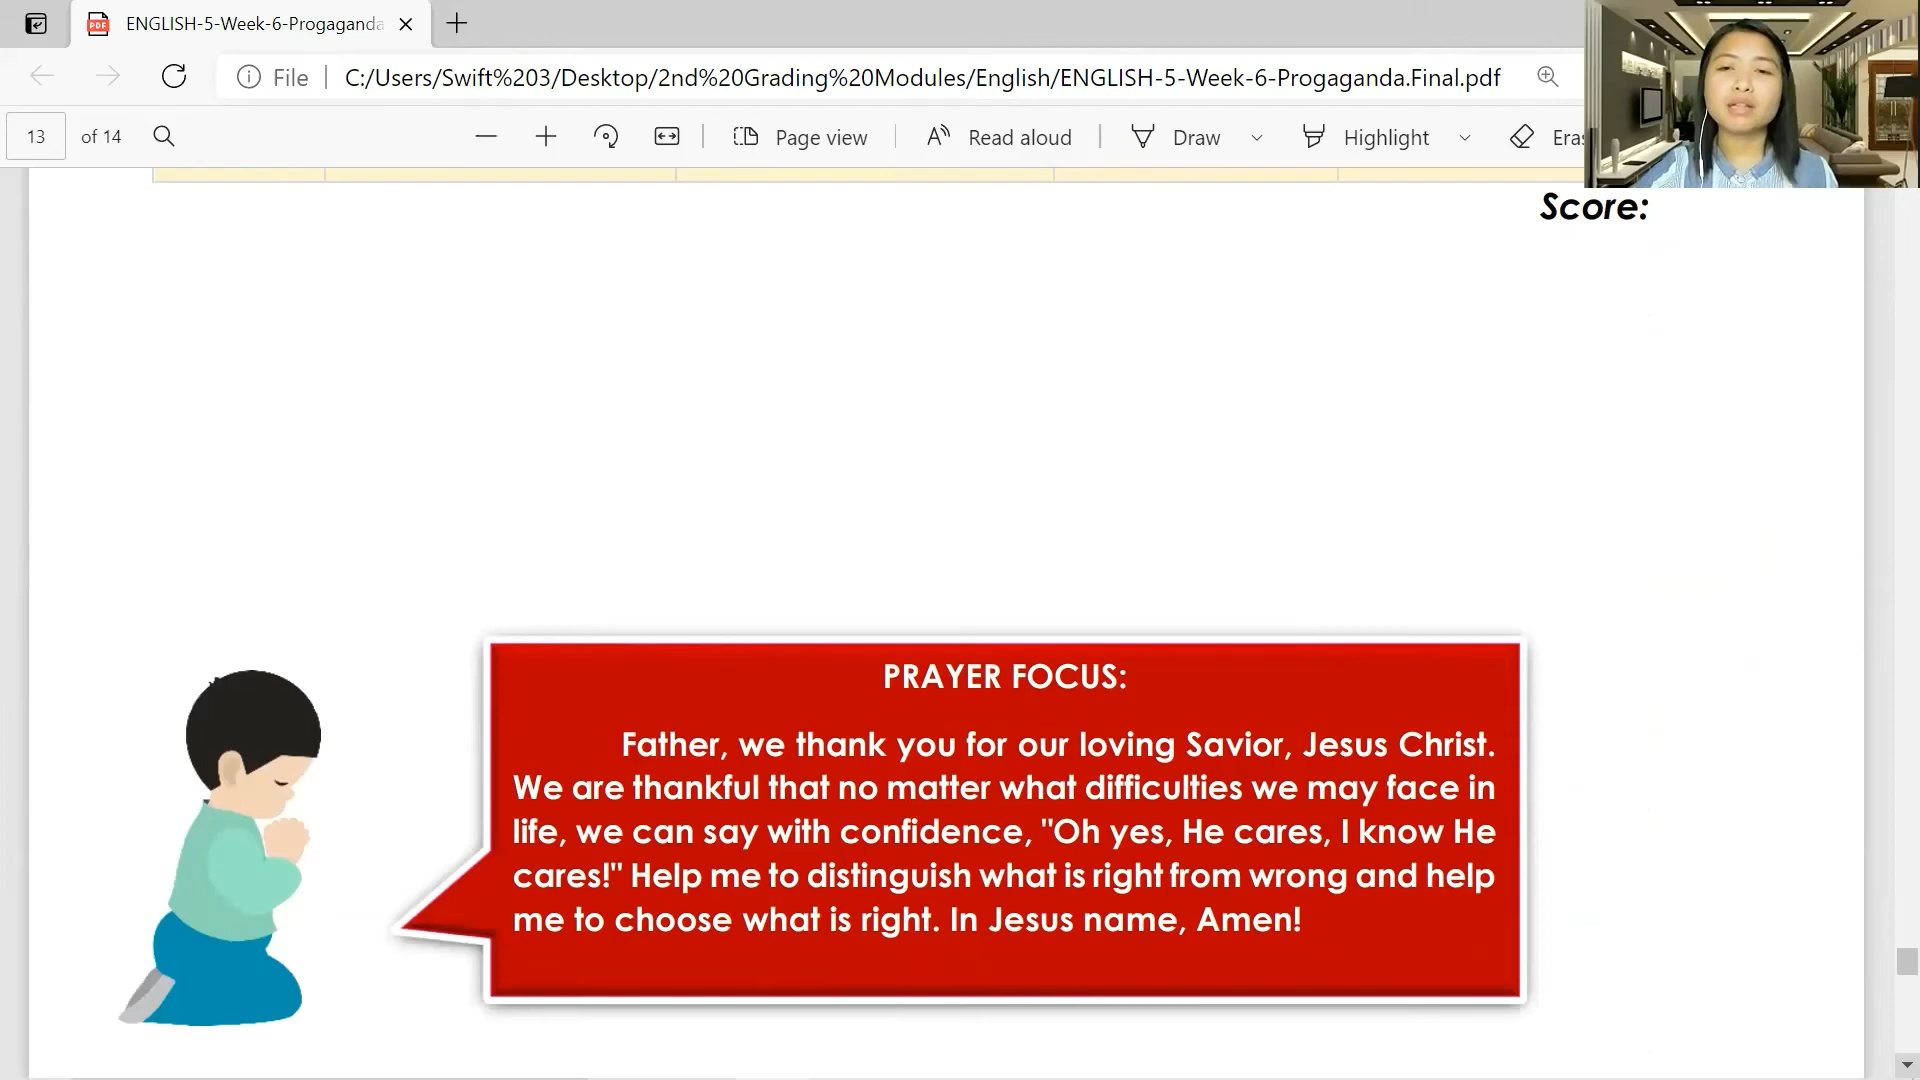 ENGLISH-5-Week-6-Progaganda
File
C:/Users/Swift%203/Desktop/2nd%20Grading%20Modules/English/ENGLISH-5-Week-6-Progaganda.Final.pdf
13 of 14
Page view
Read aloud
Draw
Highlight
Eras
Score:
PRAYER FOCUS:
Father, we thank you for our loving Savior, Jesus Christ.
We are thankful that no matter what difficulties we may face in
life, we can say with confidence, "Oh yes, He cares, I know He
cares!" Help me to distinguish what is right from wrong and help
me to choose what is right. In Jesus name, Amen!